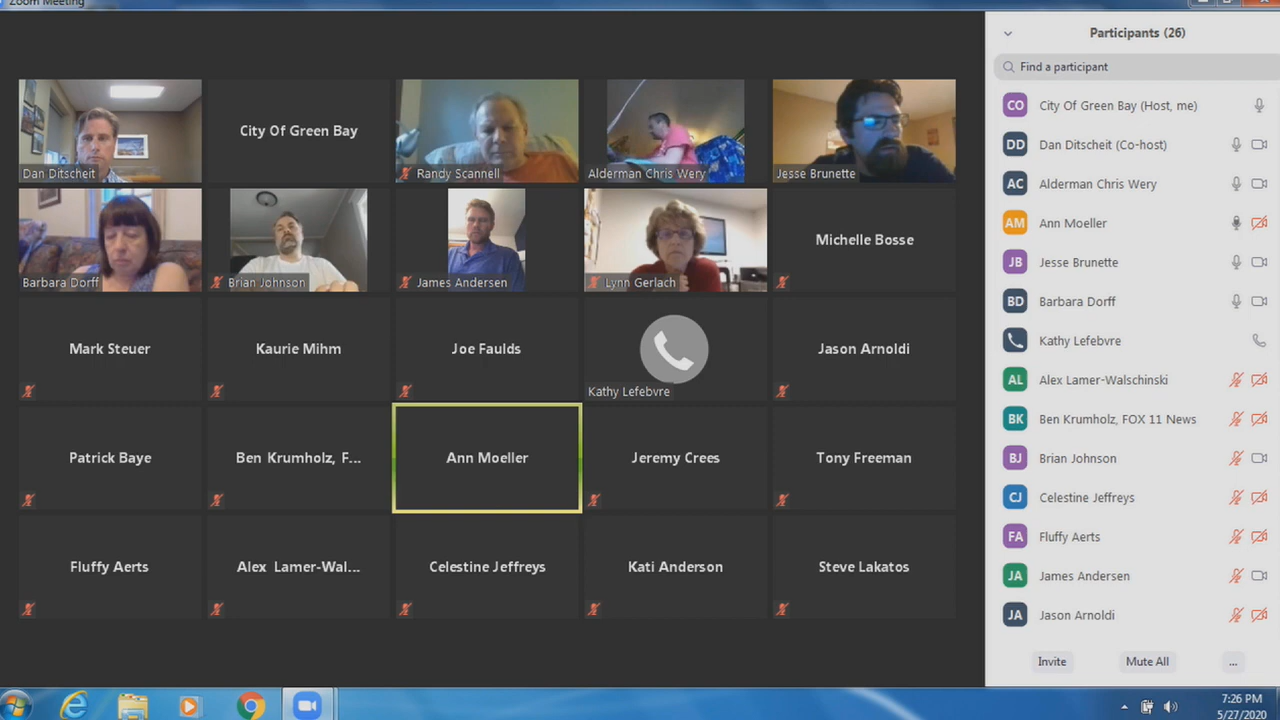 Zoom Meeting
Dan Ditscheit
City Of Green Bay
Randy Scannell
Alderman Chris Wery
Jesse Brunette
Barbara Dorff
Brian Johnson
James Andersen
Lynn Gerlach
Michelle Bosse
Mark Steuer
Kaurie Mihm
Joe Faulds
Kathy Lefebvre
Jason Arnoldi
Patrick Baye
Ben Krumholz, F...
Ann Moeller
Jeremy Crees
Tony Freeman
Fluffy Aerts
Alex Lamer-Wal...
Celestine Jeffreys
Kati Anderson
Steve Lakatos
Participants (26)
Find a participant
CO City Of Green Bay (Host, me)
DD Dan Ditscheit (Co-host)
AC Alderman Chris Wery
AM Ann Moeller
JB Jesse Brunette
BD Barbara Dorff
Kathy Lefebvre
AL Alex Lamer-Walschinski
BK Ben Krumholz, FOX 11 News
BJ Brian Johnson
CJ Celestine Jeffreys
FA Fluffy Aerts
JA James Andersen
JA Jason Arnoldi
Invite Mute All ...
7:26 PM
5/27/2020